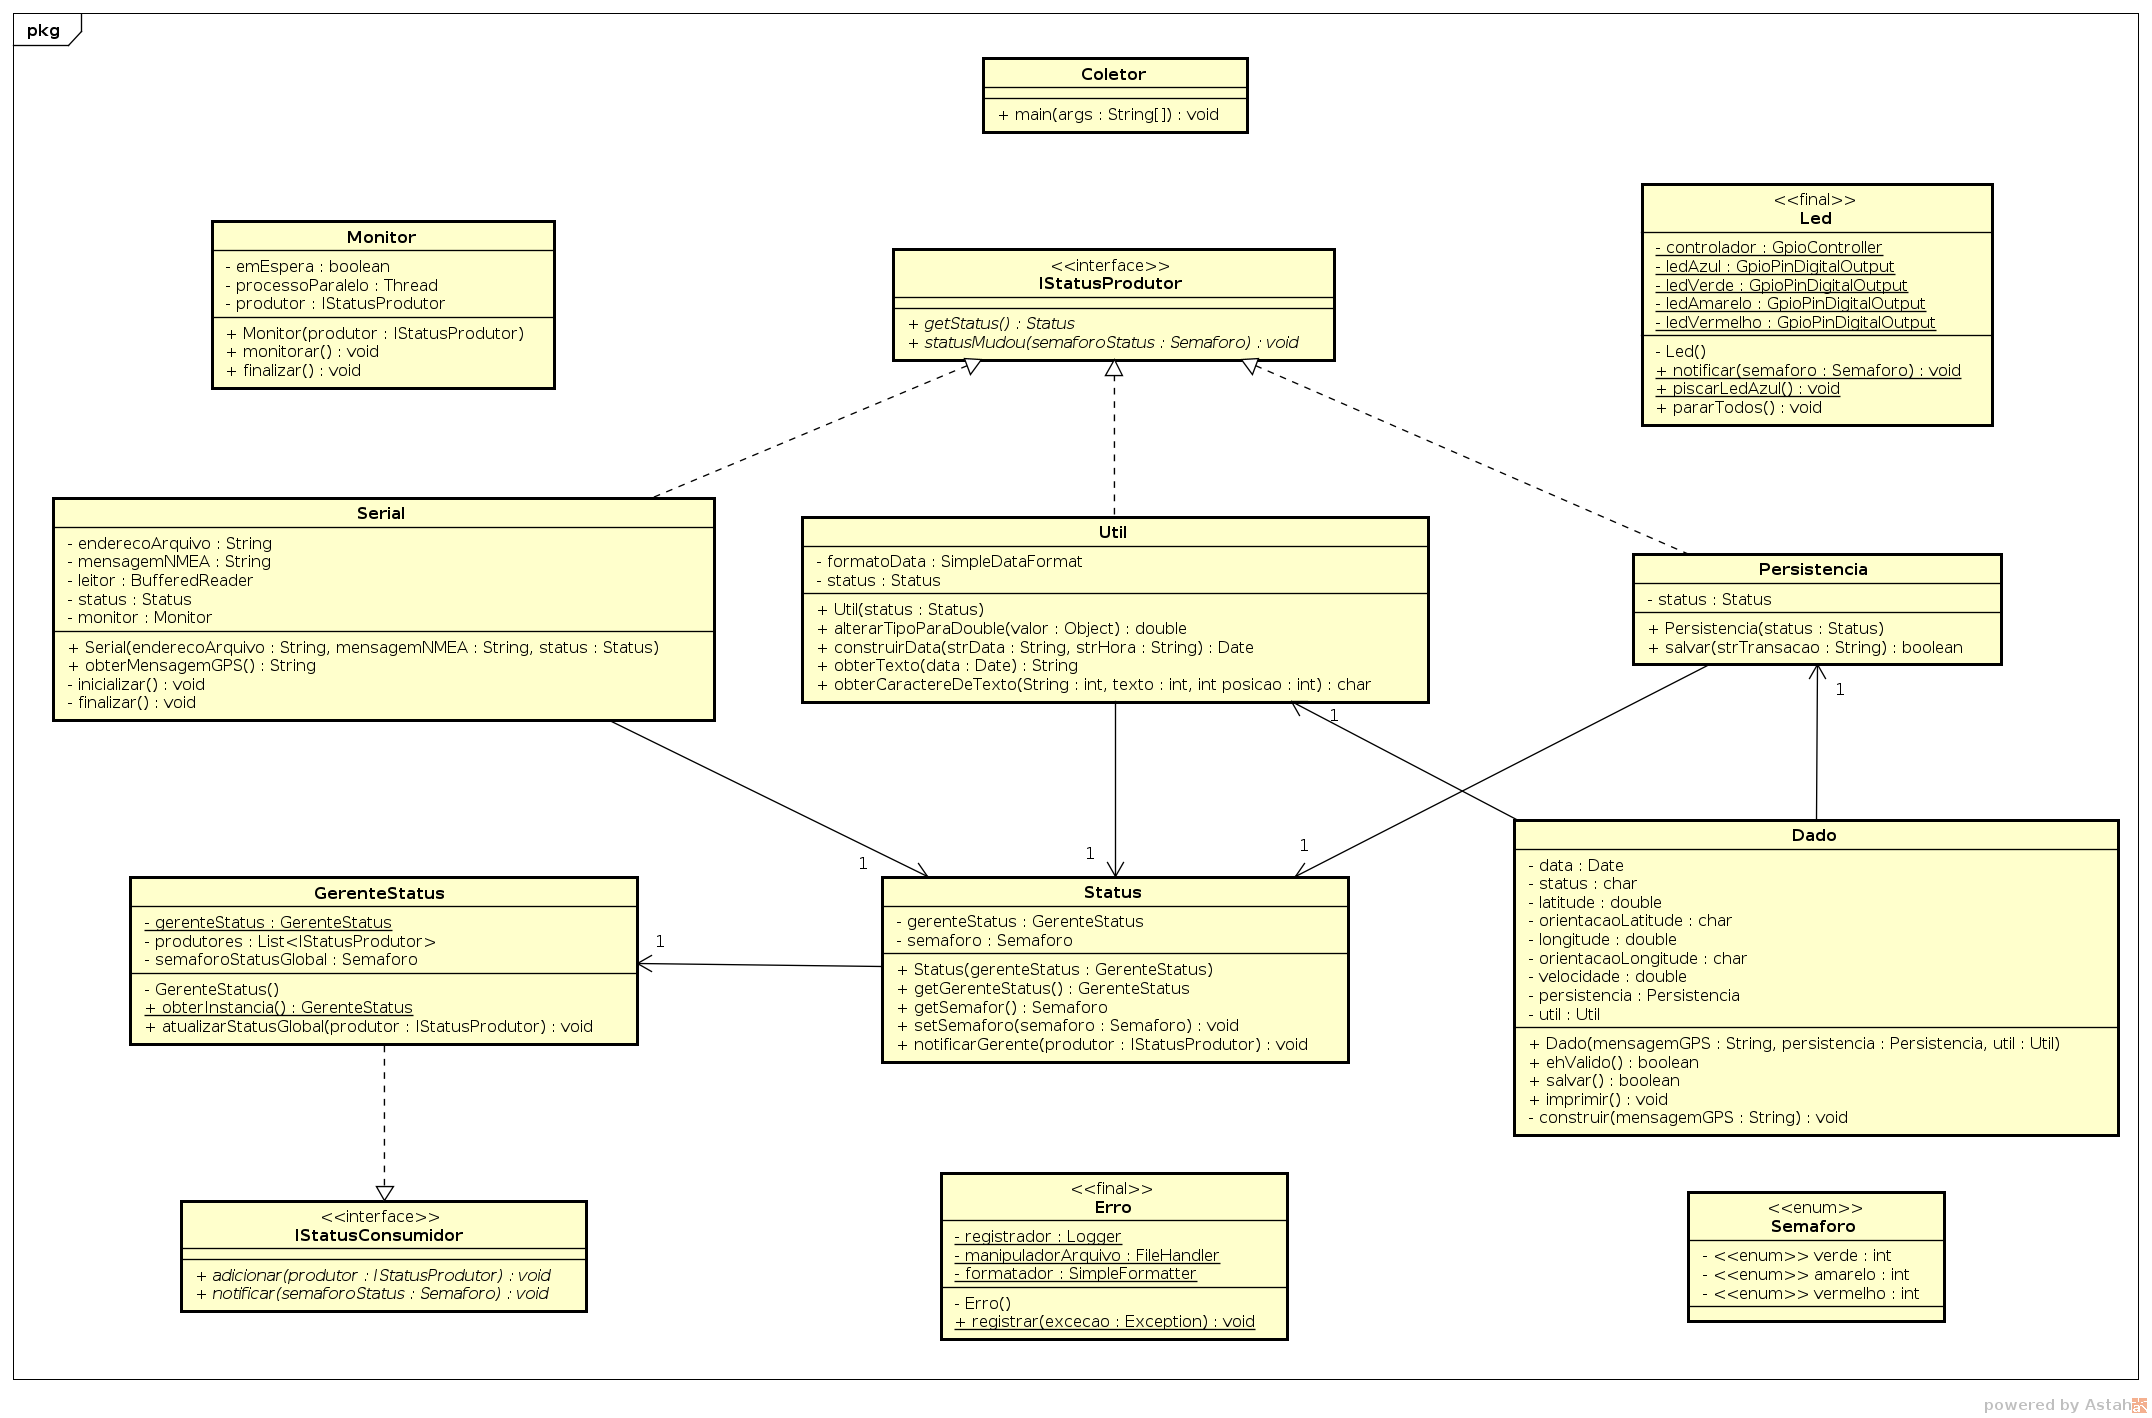 pkg
Coletor
+ main(args : String[]) : void
Monitor
- emEspera : boolean
- processoParalelo : Thread
- produtor : IStatusProdutor
+ Monitor(produtor : IStatusProdutor)
+ monitorar() : void
+ finalizar() : void
<<interface>>
IStatusProdutor
+ getStatus() : Status
+ statusMudou(semaforoStatus : Semaforo) : void
<<final>>
Led
- controlador : GpioController
- ledAzul : GpioPinDigitalOutput
- ledVerde : GpioPinDigitalOutput
- ledAmarelo : GpioPinDigitalOutput
- ledVermelho : GpioPinDigitalOutput
- Led()
+ notificar(semaforo : Semaforo) : void
+ piscarLedAzul() : void
+ pararTodos() : void
Serial
- enderecoArquivo : String
- mensagemNMEA : String
- leitor : BufferedReader
- status : Status
- monitor : Monitor
+ Serial(enderecoArquivo : String, mensagemNMEA : String, status : Status)
+ obterMensagemGPS() : String
- inicializar() : void
- finalizar() : void
Util
- formatoData : SimpleDataFormat
- status : Status
+ Util(status : Status)
+ alterarTipoParaDouble(valor : Object) : double
+ construirData(strData : String, strHora : String) : Date
+ obterTexto(data : Date) : String
+ obterCaractereDeTexto(String : int, texto : int, int posicao : int) : char
Persistencia
- status : Status
+ Persistencia(status : Status)
+ salvar(strTransacao : String) : boolean
1
1
1
1
1
1
GerenteStatus
- gerenteStatus : GerenteStatus
- produtores : List<IStatusProdutor>
- semaforoStatusGlobal : Semaforo
- GerenteStatus()
+ obterInstancia() : GerenteStatus
+ atualizarStatusGlobal(produtor : IStatusProdutor) : void
Status
- gerenteStatus : GerenteStatus
- semaforo : Semaforo
+ Status(gerenteStatus : GerenteStatus)
+ getGerenteStatus() : GerenteStatus
+ getSemafor() : Semaforo
+ setSemaforo(semaforo : Semaforo) : void
+ notificarGerente(produtor : IStatusProdutor) : void
Dado
- data : Date
- status : char
- latitude : double
- orientacaoLatitude : char
- longitude : double
- orientacaoLongitude : char
- velocidade : double
- persistencia : Persistencia
- util : Util
+ Dado(mensagemGPS : String, persistencia : Persistencia, util : Util)
+ ehValido() : boolean
+ salvar() : boolean
+ imprimir() : void
- construir(mensagemGPS : String) : void
<<interface>>
IStatusConsumidor
+ adicionar(produtor : IStatusProdutor) : void
+ notificar(semaforoStatus : Semaforo) : void
<<final>>
Erro
- registrador : Logger
- manipuladorArquivo : FileHandler
- formatador : SimpleFormatter
- Erro()
+ registrar(excecao : Exception) : void
<<enum>>
Semaforo
- <<enum>> verde : int
- <<enum>> amarelo : int
- <<enum>> vermelho : int
powered by Astah